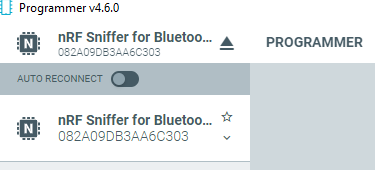 Programmer v4.6.0
nRF Sniffer for Bluetoo...
082A09DB3AA6C303
PROGRAMMER
AUTO RECONNECT
nRF Sniffer for Bluetoo...
082A09DB3AA6C303